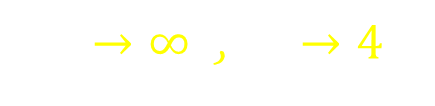 → ∞ , → 4